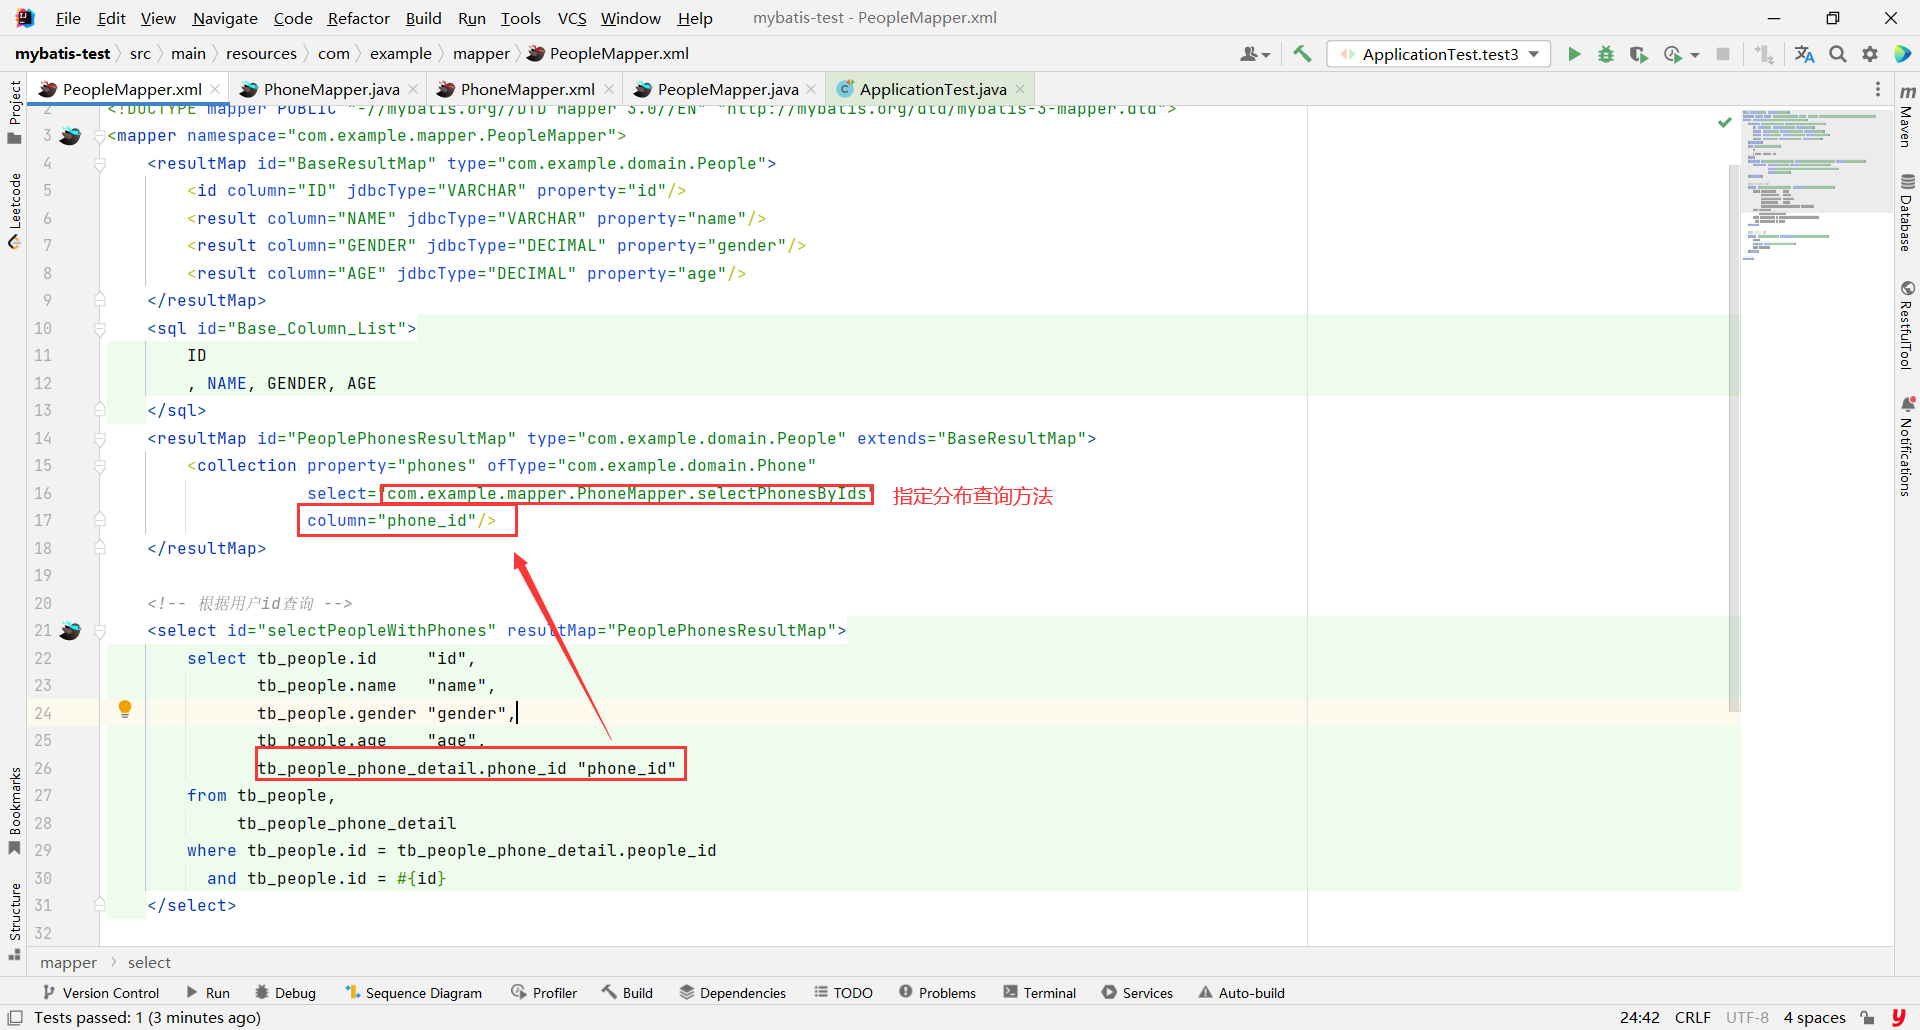 File Edit View Navigate Code Refactor Build Run Tools VCS Window Help mybatis-test - PeopleMapper.xml
mybatis-test src main resources com example mapper PeopleMapper.xml ApplicationTest.test3
PeopleMapper.xml PhoneMapper.java PhoneMapper.xml PeopleMapper.java ApplicationTest.java
Project
Leetcode
Bookmarks
Structure
2 <!DOCTYPE mapper PUBLIC "-//mybatis.org//DTD Mapper 3.0//EN" "http://mybatis.org/dtd/mybatis-3-mapper.dtd">
3 <mapper namespace="com.example.mapper.PeopleMapper">
4 <resultMap id="BaseResultMap" type="com.example.domain.People">
5 <id column="ID" jdbcType="VARCHAR" property="id"/>
6 <result column="NAME" jdbcType="VARCHAR" property="name"/>
7 <result column="GENDER" jdbcType="DECIMAL" property="gender"/>
8 <result column="AGE" jdbcType="DECIMAL" property="age"/>
9 </resultMap>
10 <sql id="Base_Column_List">
11 ID
12 , NAME, GENDER, AGE
13 </sql>
14 <resultMap id="PeoplePhonesResultMap" type="com.example.domain.People" extends="BaseResultMap">
15 <collection property="phones" ofType="com.example.domain.Phone"
16 select="com.example.mapper.PhoneMapper.selectPhonesByIds" 指定分布查询方法
17 column="phone_id"/>
18 </resultMap>
19
20 <!-- 根据用户id查询 -->
21 <select id="selectPeopleWithPhones" resultMap="PeoplePhonesResultMap">
22 select tb_people.id "id",
23 tb_people.name "name",
24 tb_people.gender "gender",
25 tb_people.age "age",
26 tb_people_phone_detail.phone_id "phone_id"
27 from tb_people,
28 tb_people_phone_detail
29 where tb_people.id = tb_people_phone_detail.people_id
30 and tb_people.id = #{id}
31 </select>
32
m
Maven
Database
RestfulTool
Notifications
mapper select
Version Control Run Debug Sequence Diagram Profiler Build Dependencies TODO Problems Terminal Services Auto-build
Tests passed: 1 (3 minutes ago) 24:42 CRLF UTF-8 4 spaces y